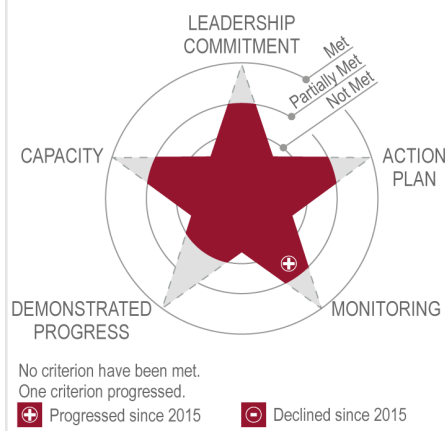 LEADERSHIP
COMMITMENT
Met
Partially Met
Not Met
CAPACITY
ACTION
PLAN
DEMONSTRATED
PROGRESS
MONITORING
No criterion have been met.
One criterion progressed.
Progressed since 2015
Declined since 2015